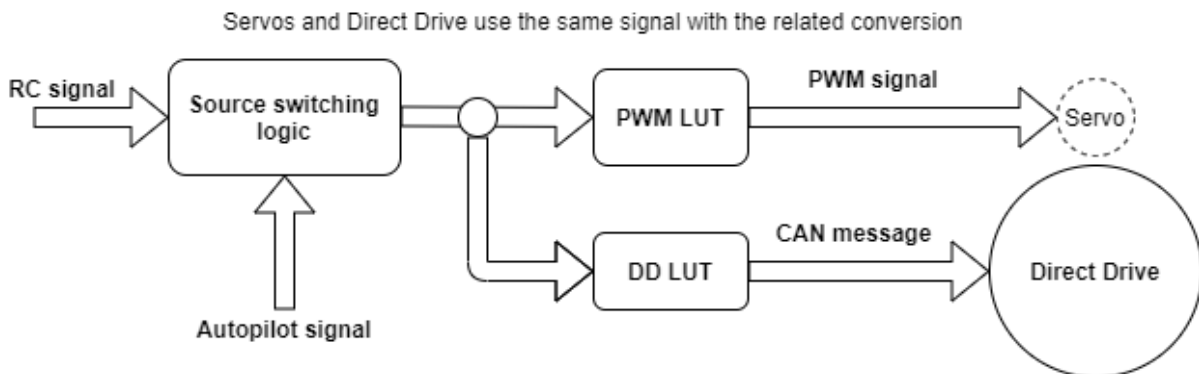 Servos and Direct Drive use the same signal with the related conversion
RC signal
Source switching
logic
PWM LUT
PWM signal
Servo
Autopilot signal
DD LUT
CAN message
Direct Drive